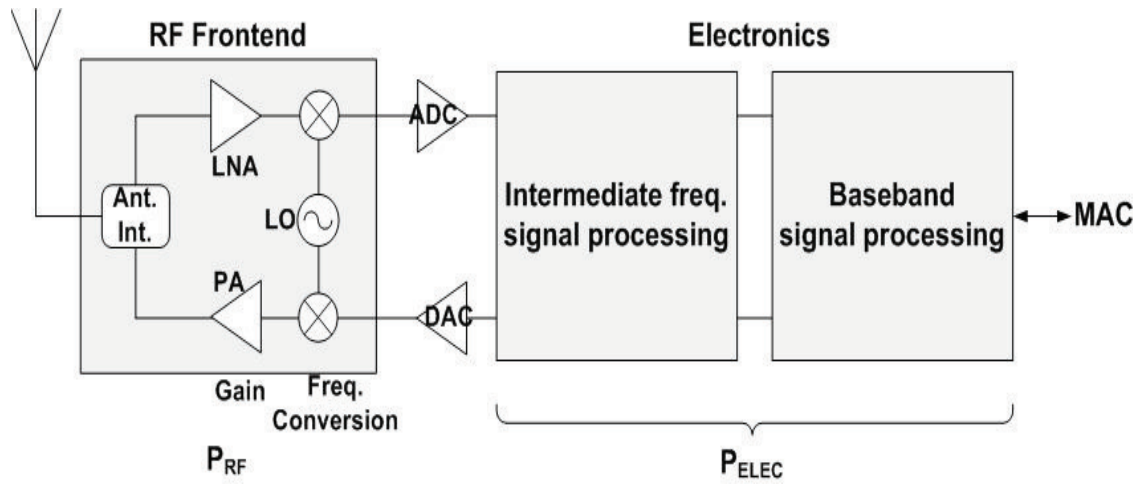 RF Frontend
Electronics
ADC
LNA
Ant.
Int.
LO
Intermediate freq.
signal processing
Baseband
signal processing
MAC
PA
DAC
Gain
Freq.
Conversion
PRF
PELEC